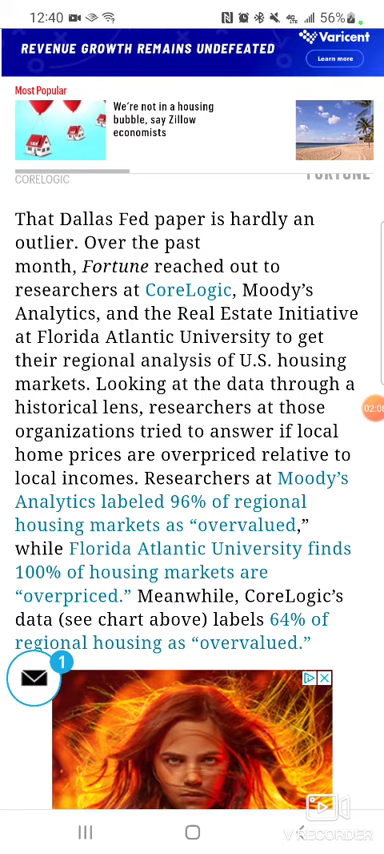 12:40
56%
REVENUE GROWTH REMAINS UNDEFEATED
Varicent
Learn more
Most Popular
We're not in a housing
bubble, say Zillow
economists
CORELOGIC
FORTUNE
That Dallas Fed paper is hardly an
outlier. Over the past
month, Fortune reached out to
researchers at CoreLogic, Moody's
Analytics, and the Real Estate Initiative
at Florida Atlantic University to get
their regional analysis of U.S. housing
markets. Looking at the data through a
historical lens, researchers at those
organizations tried to answer if local
home prices are overpriced relative to
local incomes. Researchers at Moody's
Analytics labeled 96% of regional
housing markets as "overvalued,"
while Florida Atlantic University finds
100% of housing markets are
"overpriced." Meanwhile, CoreLogic's
data (see chart above) labels 64% of
regional housing as "overvalued."
1
V RECORDER